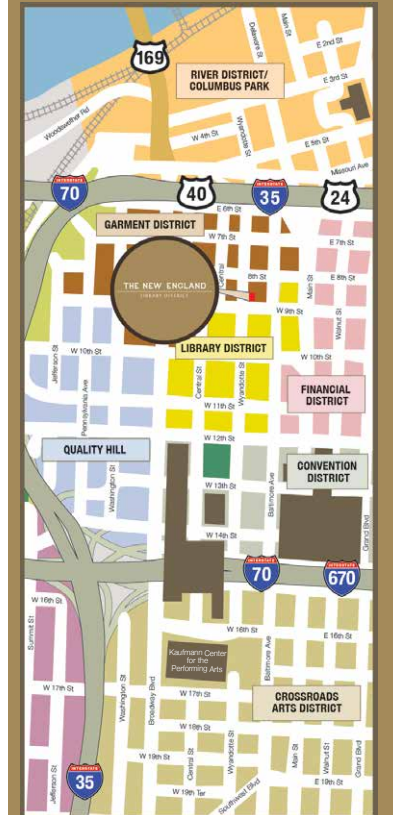 Delaware St
Main St
E 2nd St
169
RIVER DISTRICT/
COLUMBUS PARK
E 3rd St
Woodswether Rd
W 4th St
Wyandotte St
E 5th St
Missouri Ave
INTERSTATE
70
40
INTERSTATE
35
24
E 6th St
GARMENT DISTRICT
W 7th St
E 7th St
Central
8th St
E 8th St
Main St
THE NEW ENGLAND
LIBRARY DISTRICT
W 9th St
Walnut St
LIBRARY DISTRICT
Jefferson St
W 10th St
W 10th St
Pennsylvania Ave
Central St
Wyandotte St
FINANCIAL
DISTRICT
W 11th St
W 12th St
QUALITY HILL
CONVENTION
DISTRICT
Washington St
W 13th St
Baltimore Ave
W 14th St
Grand Blvd
INTERSTATE
70
INTERSTATE
670
W 16th St
Summit St
W 16th St
E 16th St
Kaufmann Center
for the
Performing Arts
Baltimore Ave
W 17th St
Washington St
Broadway Blvd
W 17th St
CROSSROADS
ARTS DISTRICT
W 18th St
Wyandotte St
W 19th St
Central St
Main St
Walnut St
Grand Blvd
INTERSTATE
35
Jefferson St
W 19th Ter
Southwest Blvd
E 19th St